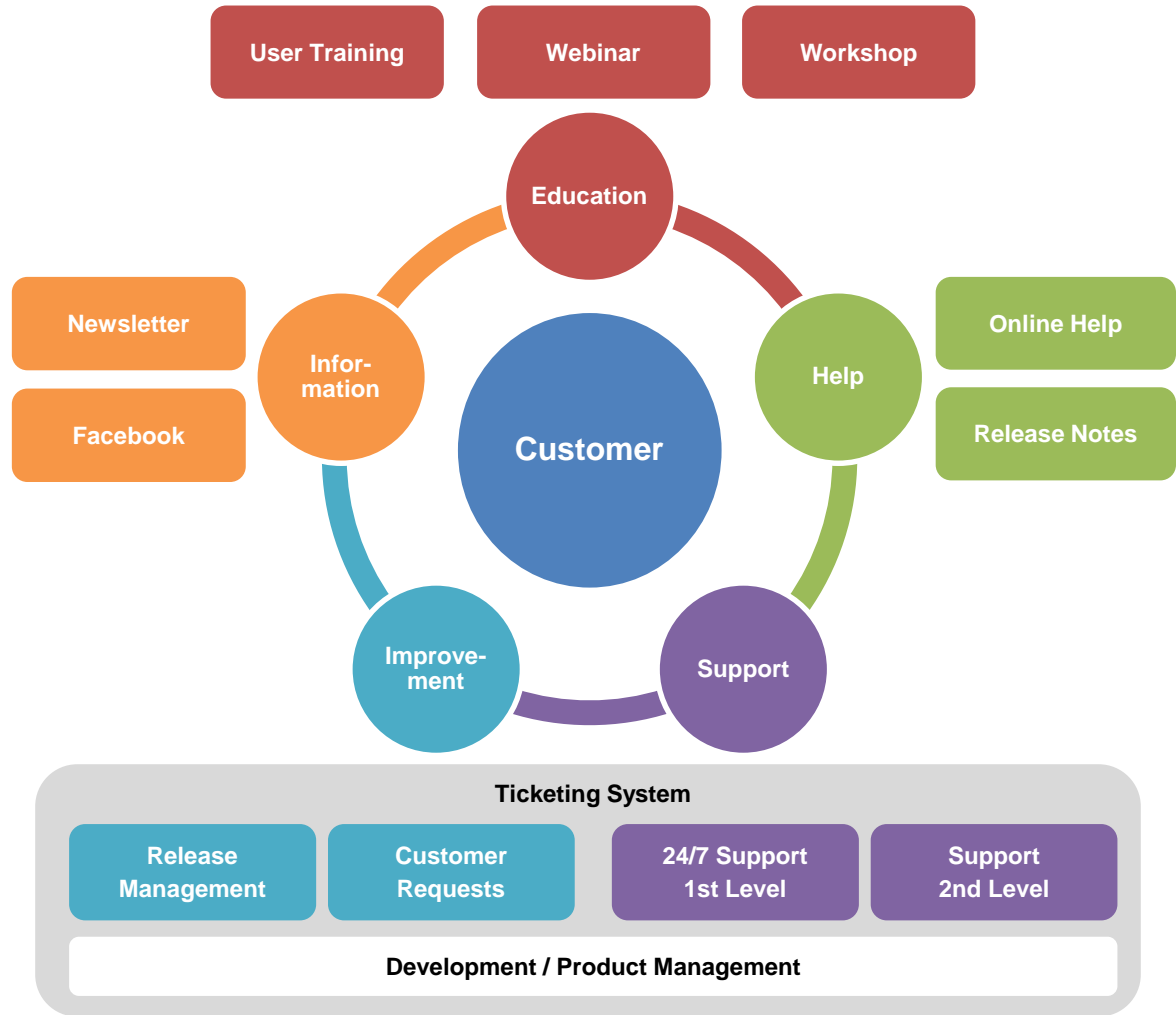 User Training
Webinar
Workshop
Education
Newsletter
Facebook
Infor-
mation
Customer
Help
Online Help
Release Notes
Improve-
ment
Support
Ticketing System
Release
Management
Customer
Requests
24/7 Support
1st Level
Support
2nd Level
Development / Product Management